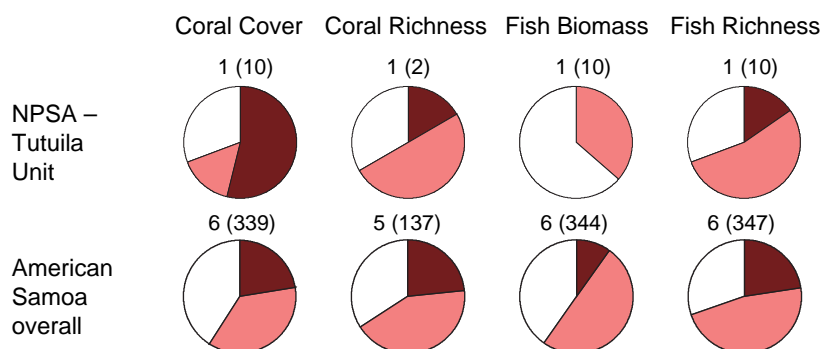 Coral Cover Coral Richness Fish Biomass Fish Richness
1 (10) 1 (2) 1 (10) 1 (10)
NPSA –
Tutuila
Unit
6 (339) 5 (137) 6 (344) 6 (347)
American
Samoa
overall